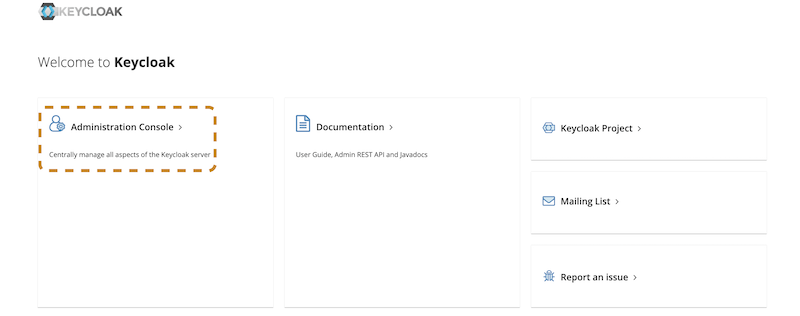 KEYCLOAK
Welcome to Keycloak
Administration Console
Centrally manage all aspects of the Keycloak server
Documentation
User Guide, Admin REST API and Javadocs
Keycloak Project
Mailing List
Report an issue